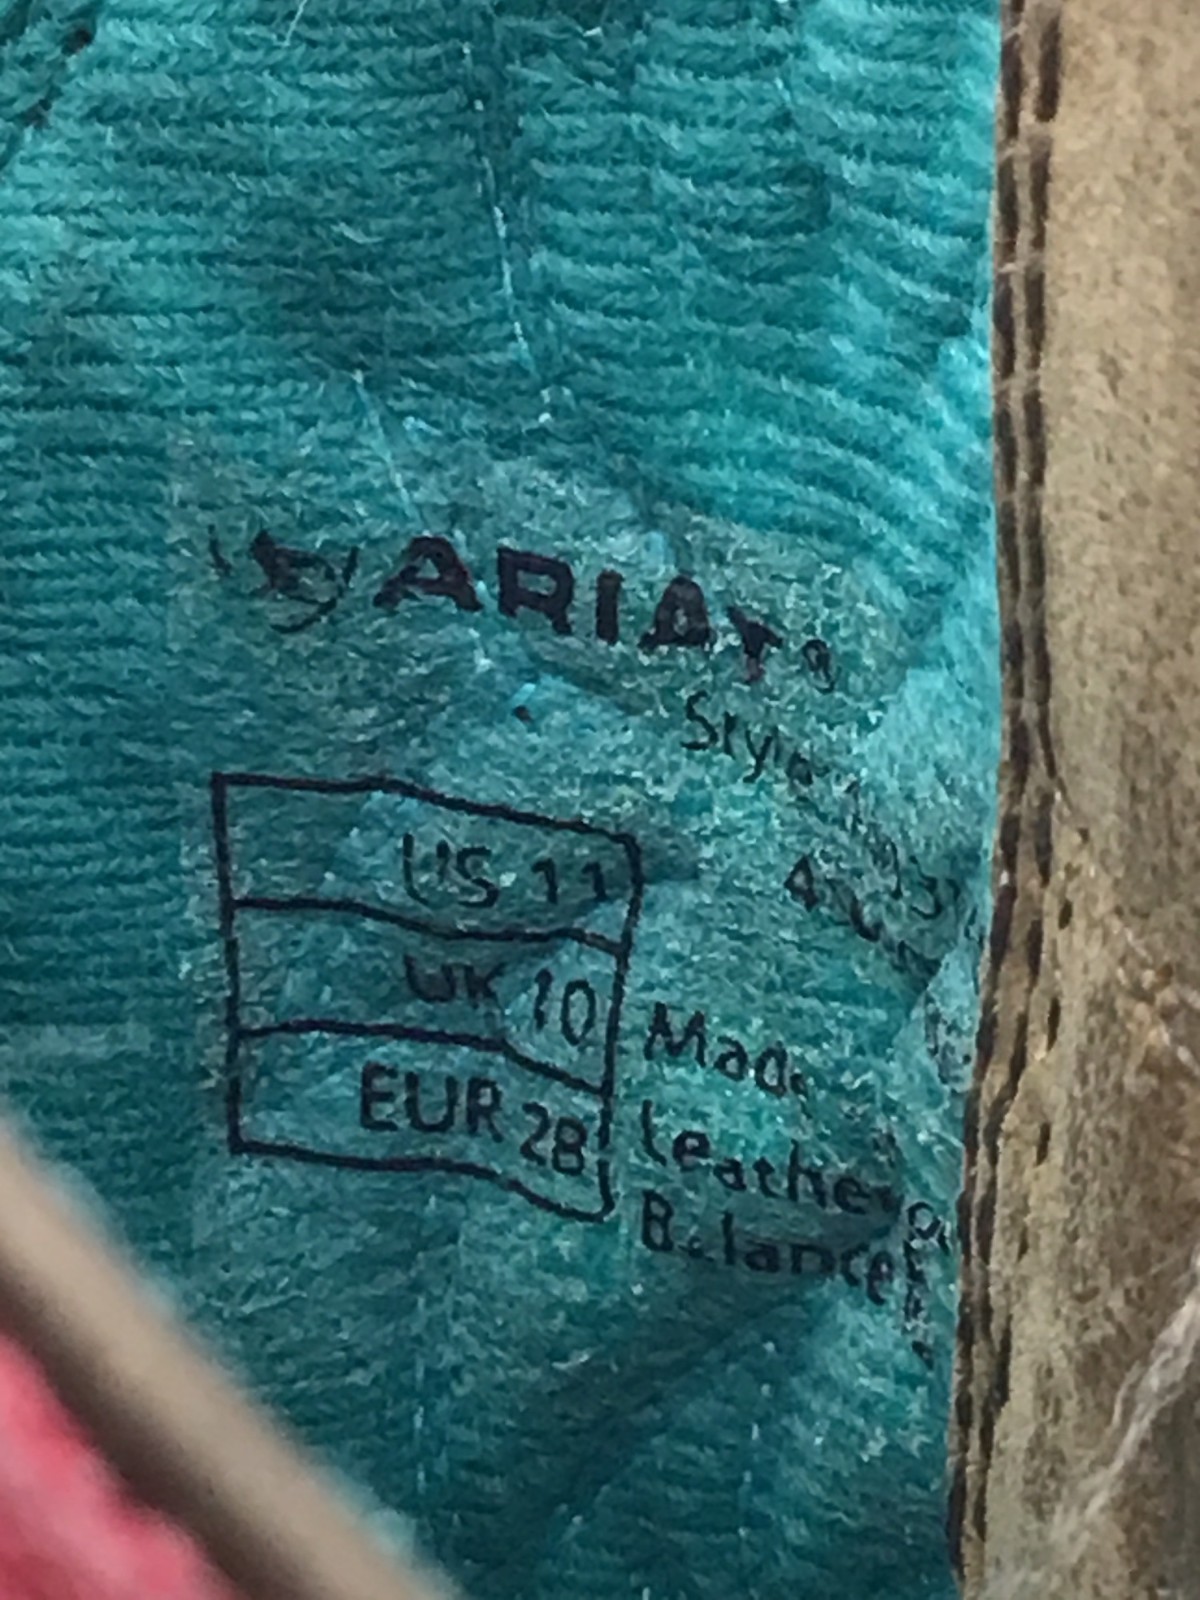 ARIAT®
Style
US 11
UK 10
EUR 28
Made
Leather
Balance